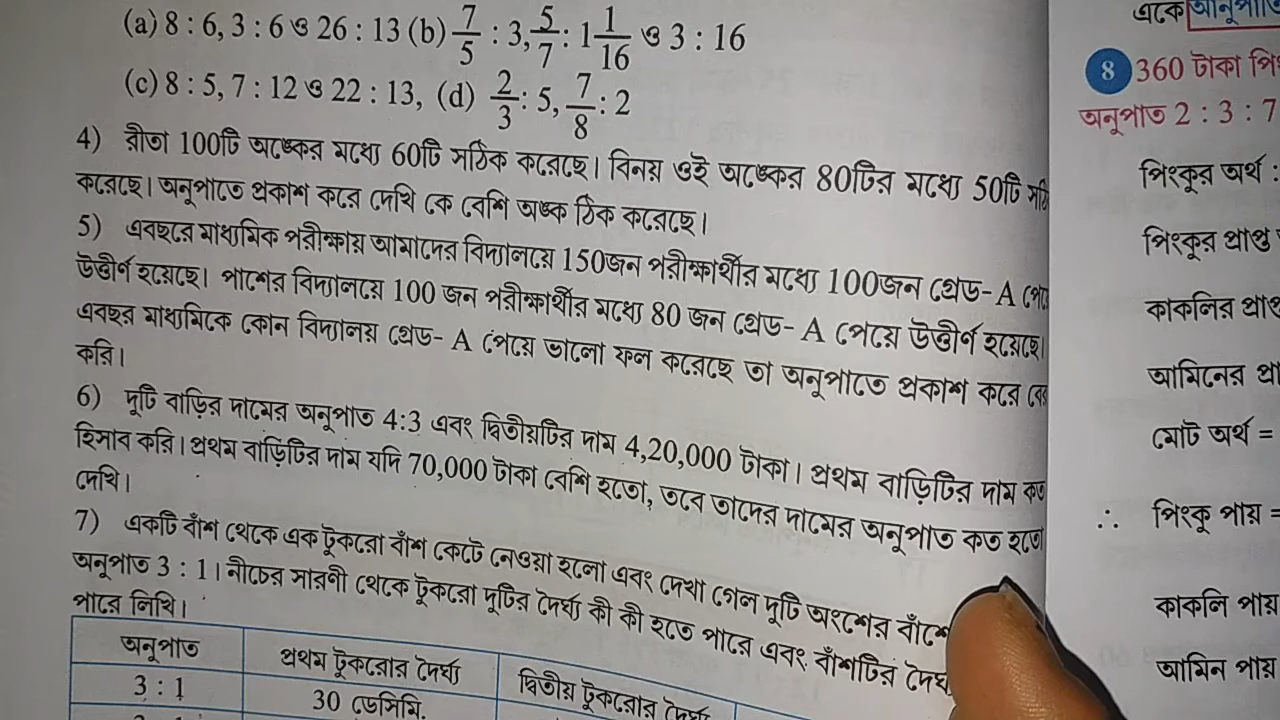 (a) 8 : 6, 3 : 6 ও 26 : 13 (b) 7/5 : 3, 5/7 : 1 1/16 ও 3 : 16
(c) 8 : 5, 7 : 12 ও 22 : 13, (d) 2/3 : 5, 7/8 : 2
4) রীতা 100টি অঙ্কের মধ্যে 60টি সঠিক করেছে। বিনয় ওই অঙ্কের 80টির মধ্যে 50টি
করেছে। অনুপাতে প্রকাশ করে দেখি কে বেশি অঙ্ক ঠিক করেছে।
5) এবছরে মাধ্যমিক পরীক্ষায় আমাদের বিদ্যালয়ে 150জন পরীক্ষার্থীর মধ্যে 100জন গ্রেড- A
উত্তীর্ণ হয়েছে। পাশের বিদ্যালয়ে 100 জন পরীক্ষার্থীর মধ্যে 80 জন গ্রেড- A পেয়ে উত্তীর্ণ হয়েছে।
এবছর মাধ্যমিকে কোন বিদ্যালয় গ্রেড- A পেয়ে ভালো ফল করেছে তা অনুপাতে প্রকাশ করে
করি।
6) দুটি বাড়ির দামের অনুপাত 4:3 এবং দ্বিতীয়টির দাম 4,20,000 টাকা। প্রথম বাড়িটির দাম কত
হিসাব করি। প্রথম বাড়িটির দাম যদি 70,000 টাকা বেশি হতো, তবে তাদের দামের অনুপাত কত হতো
দেখি।
7) একটি বাঁশ থেকে এক টুকরো বাঁশ কেটে নেওয়া হলো এবং দেখা গেল দুটি অংশের
অনুপাত 3 : 1। নীচের সারণী থেকে টুকরো দুটির দৈর্ঘ্য কী কী হতে পারে এবং বাঁশটির
পারে লিখি।
অনুপাত প্রথম টুকরোর দৈর্ঘ্য দ্বিতীয় টুকরোর দৈর্ঘ্য
3 : 1 30 ডেসিমি.
একে
8 360 টাকা
অনুপাত 2 : 3 : 7
পিংকুর অর্থ :
পিংকুর প্রাপ্ত
কাকলির
আমিনের
মোট অর্থ =
∴ পিংকু পায় =
কাকলি পায়
আমিন পায়